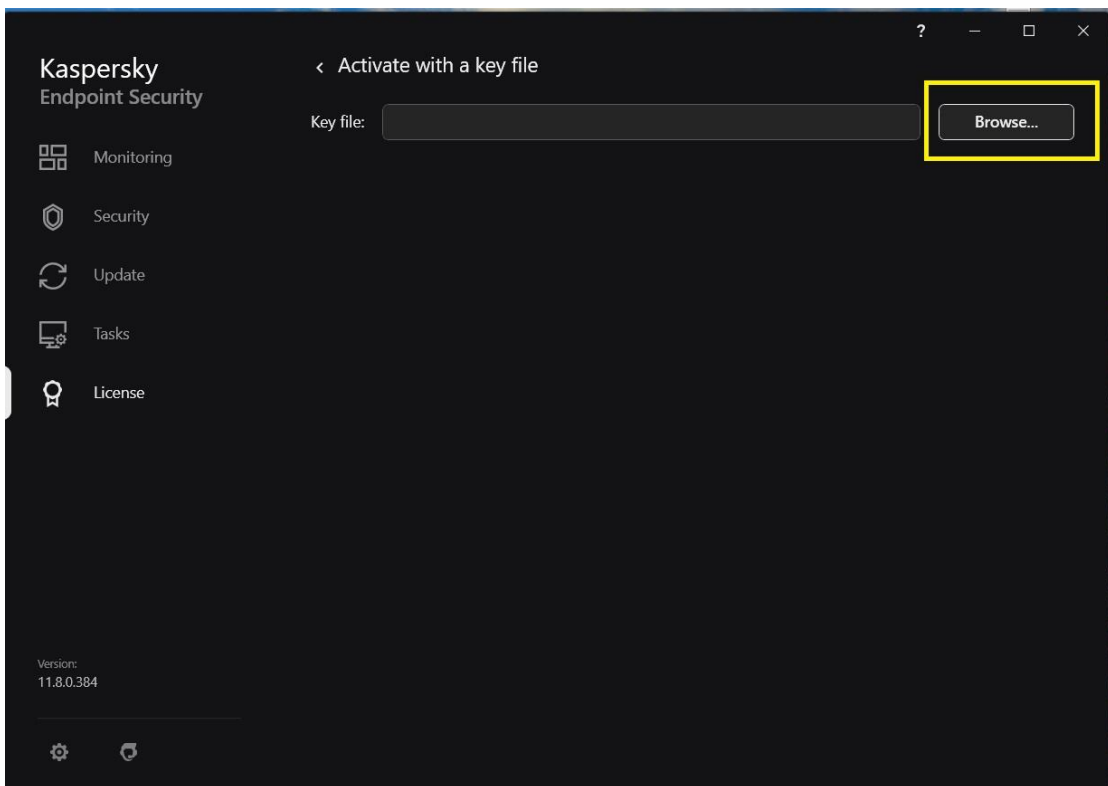 ?
Kaspersky
Endpoint Security
Monitoring
Security
Update
Tasks
License
Version:
11.8.0.384
Activate with a key file
Key file:
Browse...